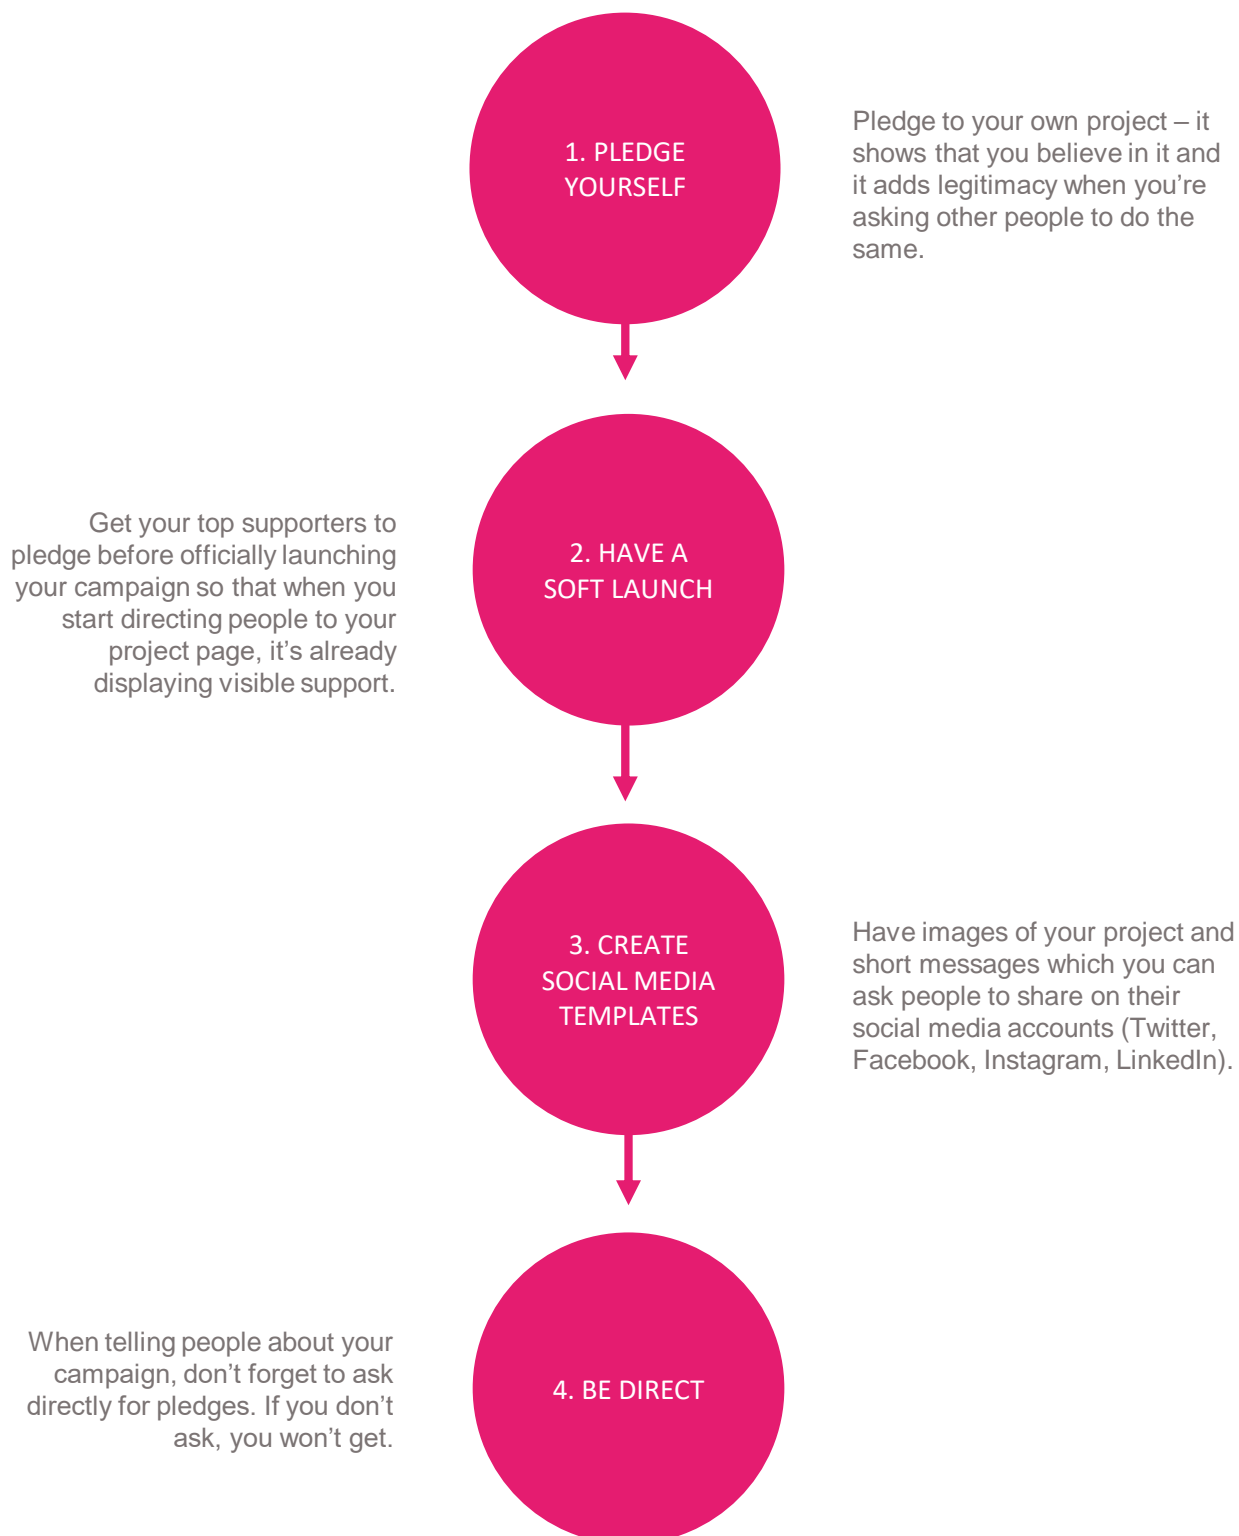 1. PLEDGE
YOURSELF
Pledge to your own project – it
shows that you believe in it and
it adds legitimacy when you’re
asking other people to do the
same.
2. HAVE A
SOFT LAUNCH
Get your top supporters to
pledge before officially launching
your campaign so that when you
start directing people to your
project page, it’s already
displaying visible support.
3. CREATE
SOCIAL MEDIA
TEMPLATES
Have images of your project and
short messages which you can
ask people to share on their
social media accounts (Twitter,
Facebook, Instagram, LinkedIn).
4. BE DIRECT
When telling people about your
campaign, don’t forget to ask
directly for pledges. If you don’t
ask, you won’t get.